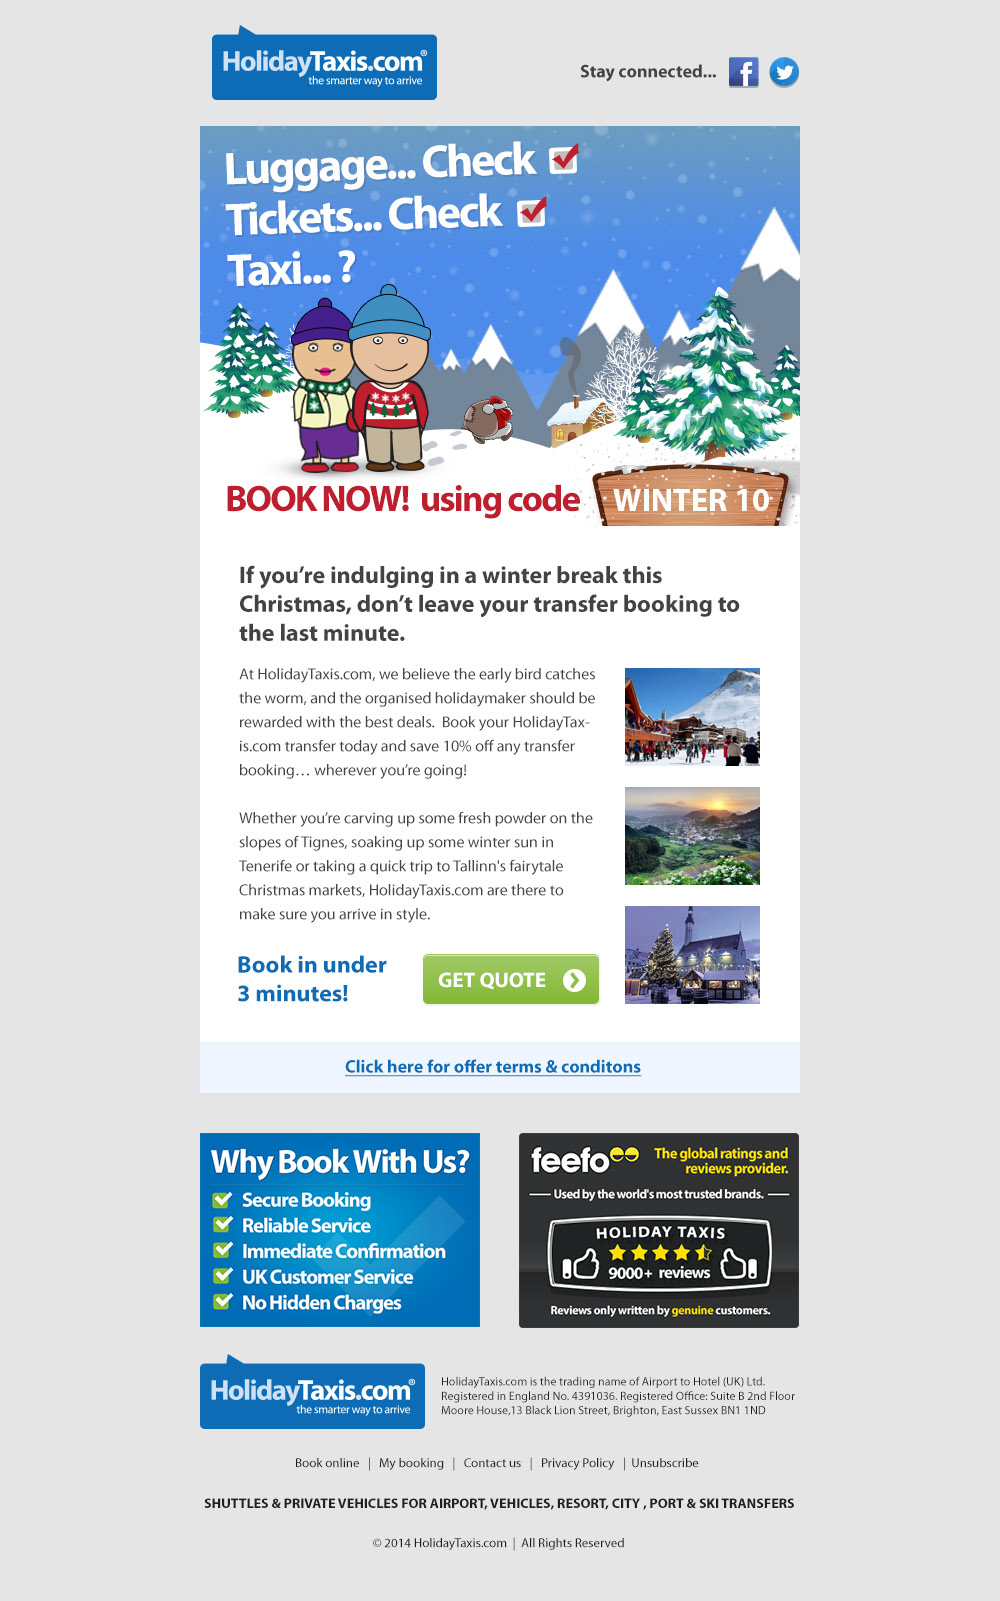 HolidayTaxis.com®
the smarter way to arrive
Stay connected...
Luggage... Check
Tickets... Check
Taxi... ?
BOOK NOW! using code
WINTER 10
If you’re indulging in a winter break this
Christmas, don’t leave your transfer booking to
the last minute.
At HolidayTaxis.com, we believe the early bird catches
the worm, and the organised holidaymaker should be
rewarded with the best deals.  Book your HolidayTax-
is.com transfer today and save 10% off any transfer
booking… wherever you’re going!
Whether you’re carving up some fresh powder on the
slopes of Tignes, soaking up some winter sun in
Tenerife or taking a quick trip to Tallinn's fairytale
Christmas markets, HolidayTaxis.com are there to
make sure you arrive in style.
Book in under
3 minutes!
GET QUOTE
Click here for offer terms & conditons
Why Book With Us?
Secure Booking
Reliable Service
Immediate Confirmation
UK Customer Service
No Hidden Charges
feefo
The global ratings and
reviews provider.
Used by the world's most trusted brands.
HOLIDAY TAXIS
9000+ reviews
Reviews only written by genuine customers.
HolidayTaxis.com®
the smarter way to arrive
HolidayTaxis.com is the trading name of Airport to Hotel (UK) Ltd.
Registered in England No. 4391036. Registered Office: Suite B 2nd Floor
Moore House,13 Black Lion Street, Brighton, East Sussex BN1 1ND
Book online | My booking | Contact us | Privacy Policy | Unsubscribe
SHUTTLES & PRIVATE VEHICLES FOR AIRPORT, VEHICLES, RESORT, CITY , PORT & SKI TRANSFERS
© 2014 HolidayTaxis.com | All Rights Reserved